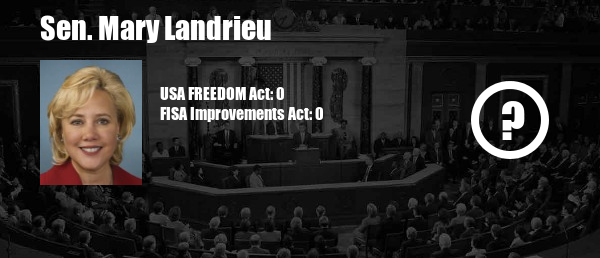 Sen. Mary Landrieu
USA FREEDOM Act: 0
FISA Improvements Act: 0
?